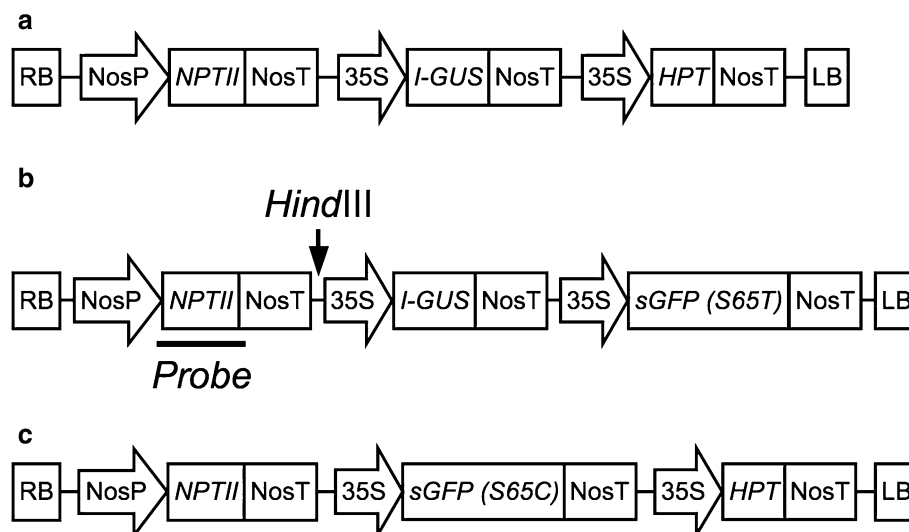 a
RB NosP NPTII NosT 35S I-GUS NosT 35S HPT NosT LB
b
HindIII
RB NosP NPTII NosT 35S I-GUS NosT 35S sGFP (S65T) NosT LB
Probe
c
RB NosP NPTII NosT 35S sGFP (S65C) NosT 35S HPT NosT LB